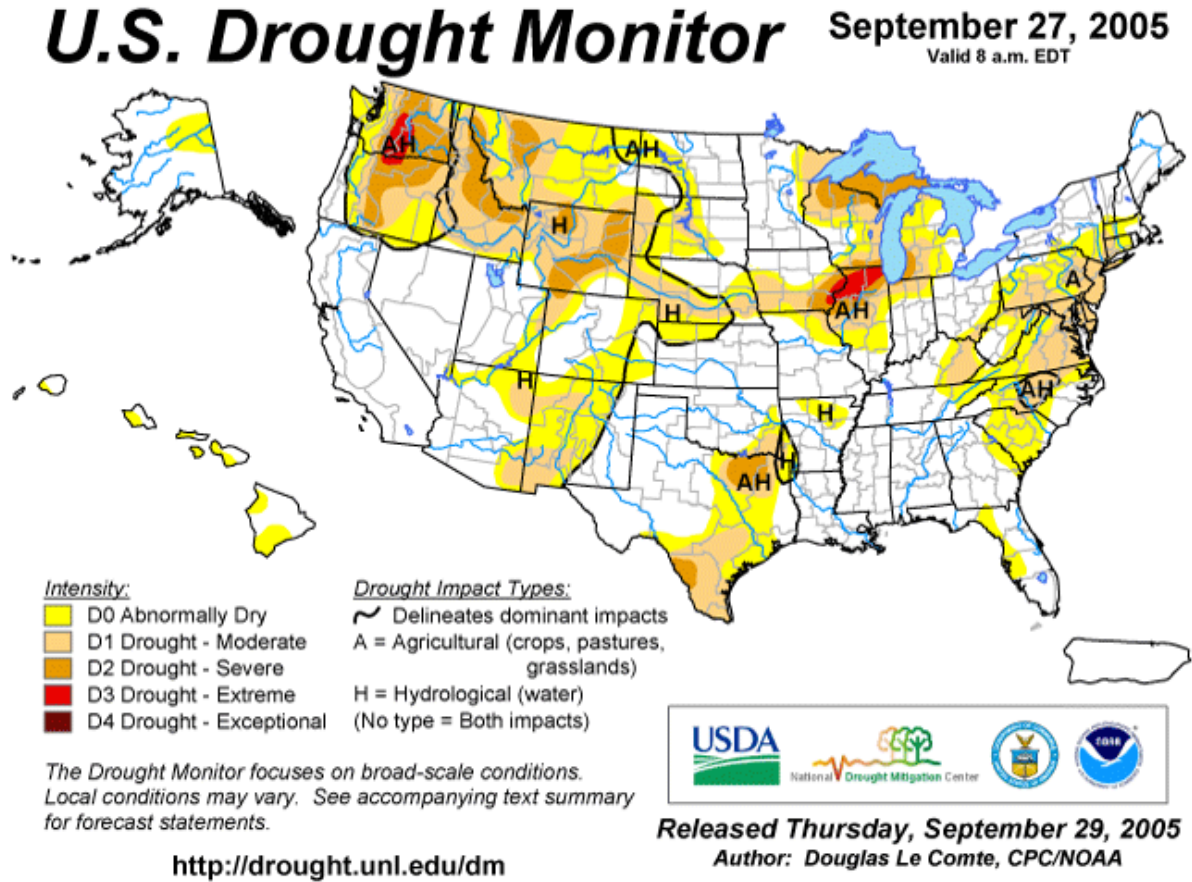 U.S. Drought Monitor
September 27, 2005
Valid 8 a.m. EDT
AH
AH
H
H
AH
A
H
H
AH
H
AH
Intensity:
D0 Abnormally Dry
D1 Drought - Moderate
D2 Drought - Severe
D3 Drought - Extreme
D4 Drought - Exceptional
Drought Impact Types:
Delineates dominant impacts
A = Agricultural (crops, pastures,
grasslands)
H = Hydrological (water)
(No type = Both impacts)
The Drought Monitor focuses on broad-scale conditions.
Local conditions may vary. See accompanying text summary
for forecast statements.
http://drought.unl.edu/dm
USDA
National Drought Mitigation Center
NOAA
Released Thursday, September 29, 2005
Author: Douglas Le Comte, CPC/NOAA